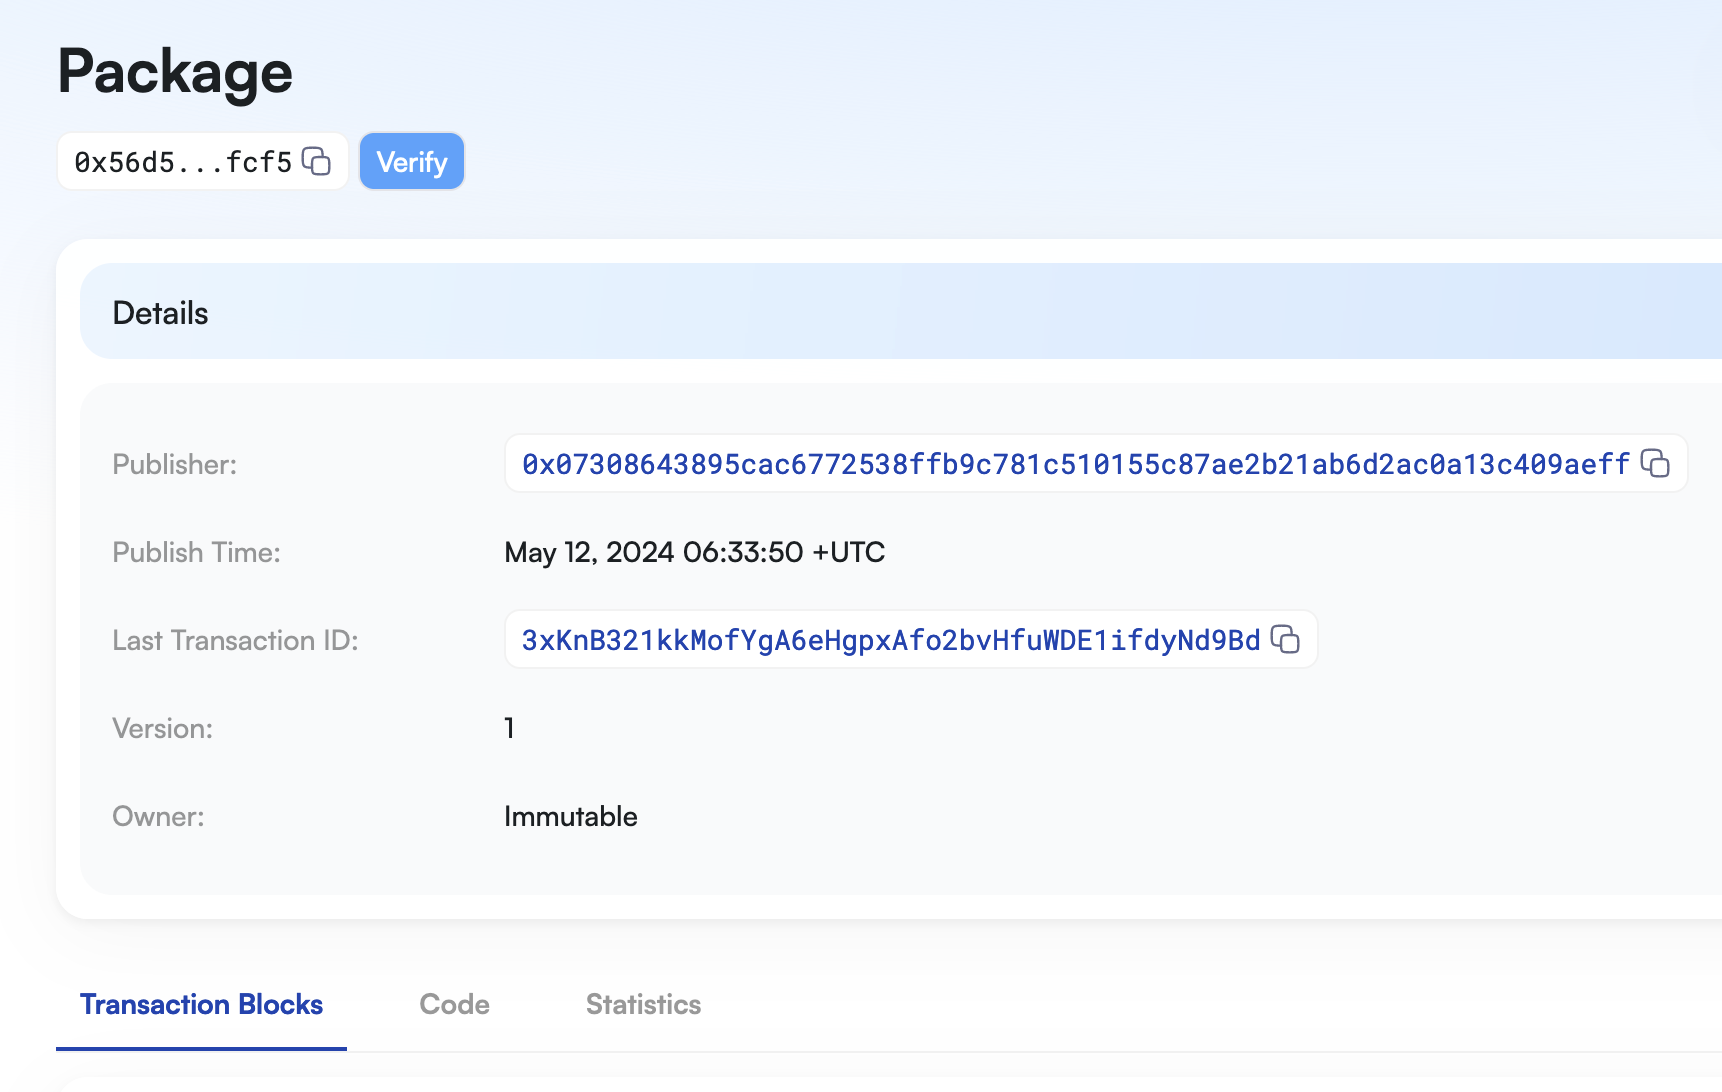 Package
0x56d5...fcf5
Verify
Details
Publisher: 0x07308643895cac6772538ffb9c781c510155c87ae2b21ab6d2ac0a13c409aeff
Publish Time: May 12, 2024 06:33:50 +UTC
Last Transaction ID: 3xKnB321kkMofYgA6eHgpxAfo2bvHfuWDE1ifdyNd9Bd
Version: 1
Owner: Immutable
Transaction Blocks Code Statistics